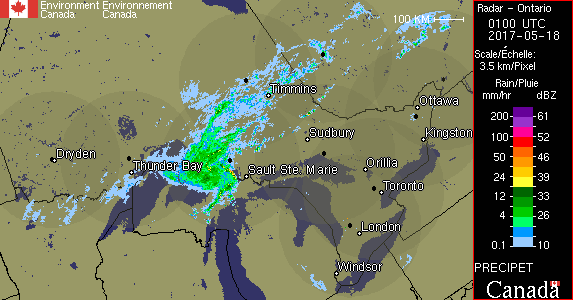 Environment Environnement
Canada Canada
100 KM
Timmins
Ottawa
Sudbury
Kingston
Dryden
Thunder Bay
Sault Ste. Marie
Orillia
Toronto
London
Windsor
Radar - Ontario
0100 UTC
2017-05-18
Scale/Échelle:
3.5 km/Pixel
Rain/Pluie
mm/hr dBZ
200 61
100 52
50 46
24 39
12 33
4 26
0.1 10
PRECIPET
Canada